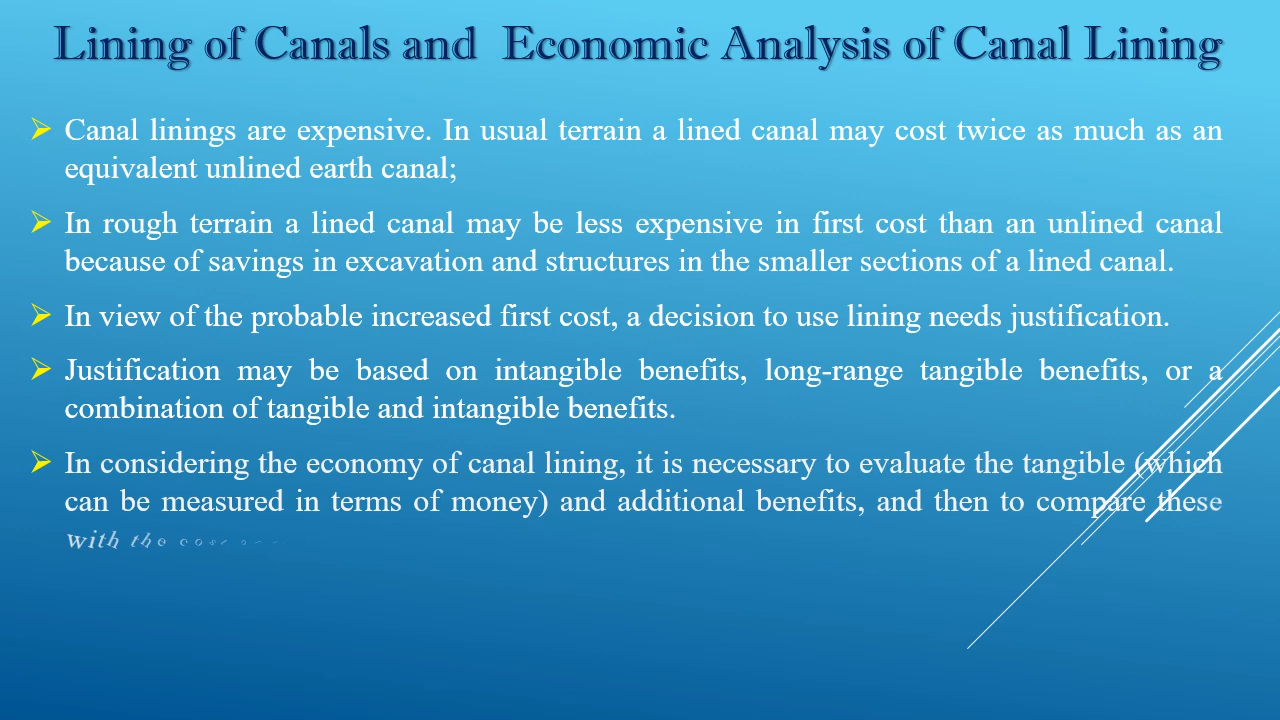 Lining of Canals and Economic Analysis of Canal Lining
Canal linings are expensive. In usual terrain a lined canal may cost twice as much as an
equivalent unlined earth canal;
In rough terrain a lined canal may be less expensive in first cost than an unlined canal
because of savings in excavation and structures in the smaller sections of a lined canal.
In view of the probable increased first cost, a decision to use lining needs justification.
Justification may be based on intangible benefits, long-range tangible benefits, or a
combination of tangible and intangible benefits.
In considering the economy of canal lining, it is necessary to evaluate the tangible (which
can be measured in terms of money) and additional benefits, and then to compare these
with the